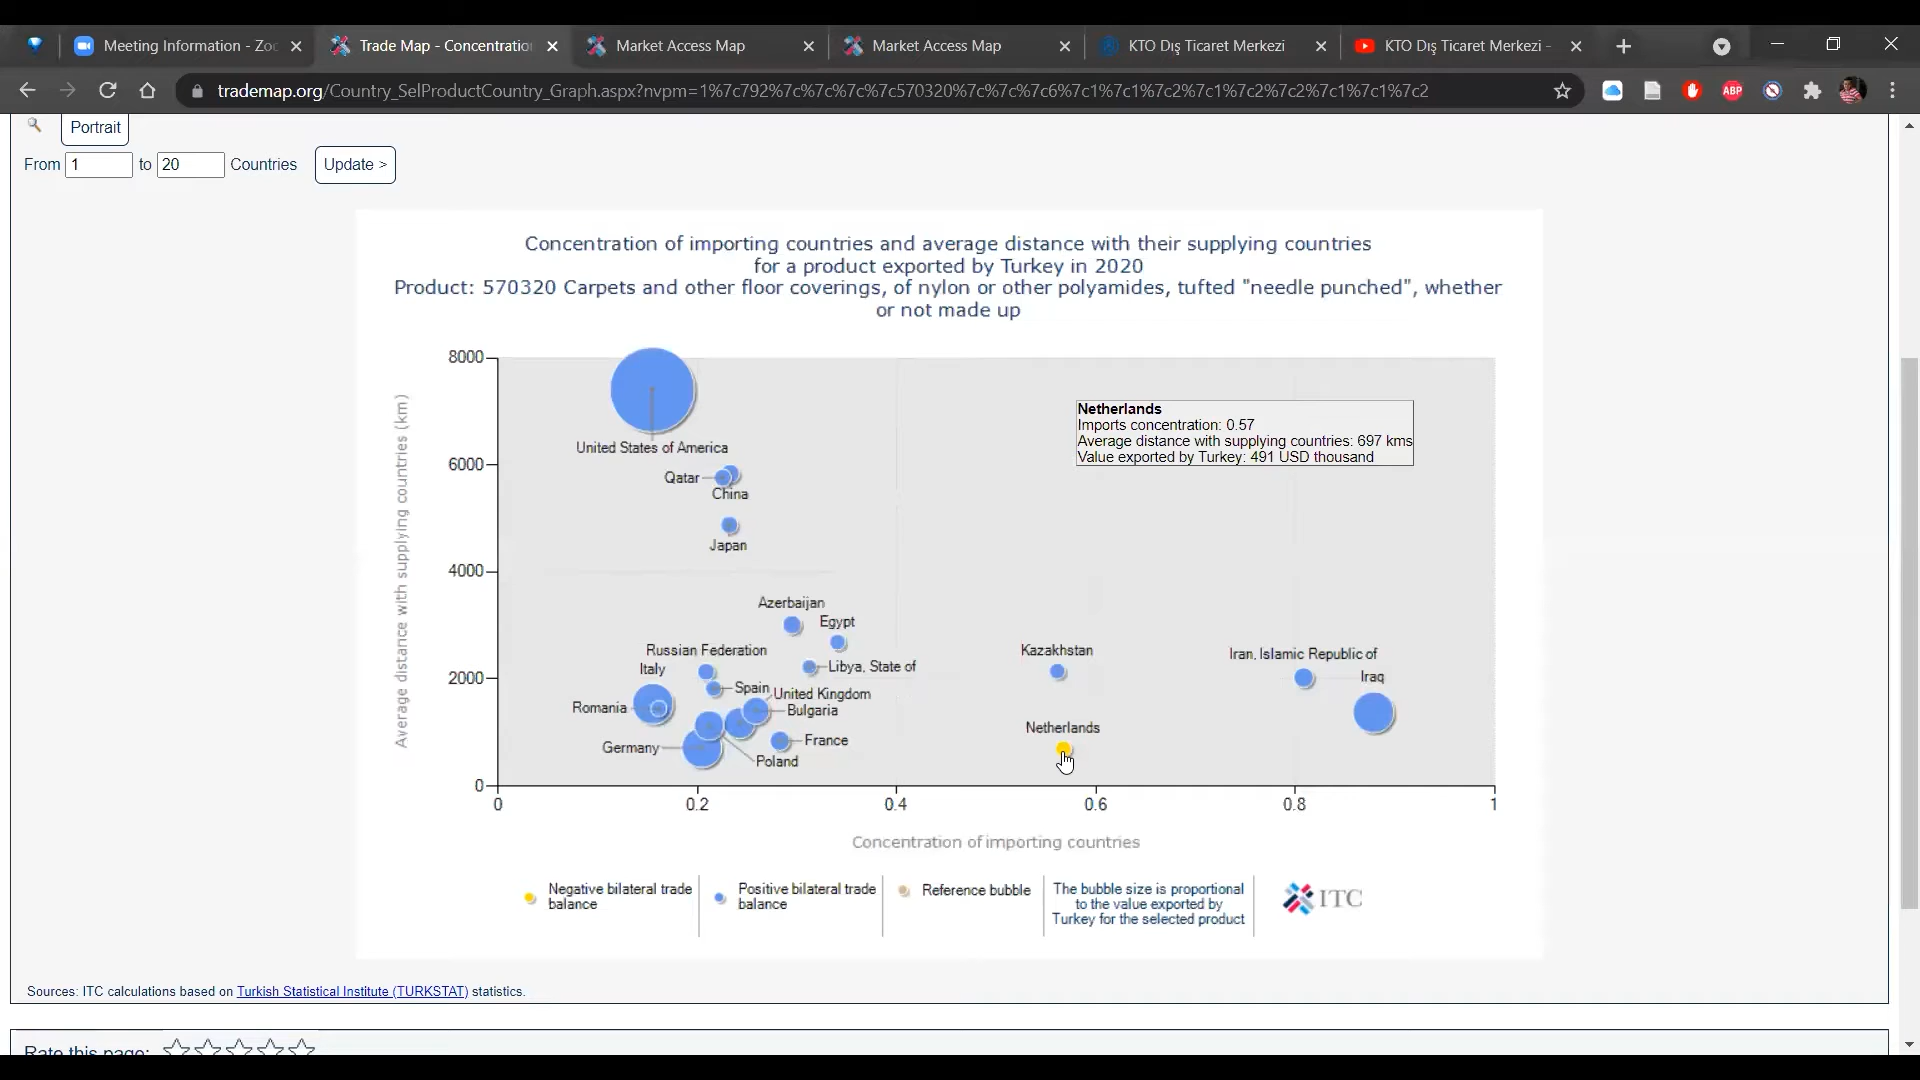 Meeting Information - Zoo
Trade Map - Concentratio
Market Access Map
Market Access Map
KTO Dış Ticaret Merkezi
KTO Dış Ticaret Merkezi -
trademap.org/Country_SelProductCountry_Graph.aspx?nvpm=1%7c792%7c%7c%7c%7c570320%7c%7c%7c6%7c1%7c1%7c2%7c1%7c2%7c2%7c1%7c1%7c2
ABP
Portrait
From 1 to 20 Countries Update >
Concentration of importing countries and average distance with their supplying countries
for a product exported by Turkey in 2020
Product: 570320 Carpets and other floor coverings, of nylon or other polyamides, tufted "needle punched", whether
or not made up
Average distance with supplying countries (km)
8000
6000
4000
2000
0
Netherlands
Imports concentration: 0.57
Average distance with supplying countries: 697 kms
Value exported by Turkey: 491 USD thousand
United States of America
Qatar
China
Japan
Azerbaijan
Egypt
Russian Federation
Libya, State of
Italy
Spain
United Kingdom
Romania
Bulgaria
Germany
France
Poland
Kazakhstan
Netherlands
Iran, Islamic Republic of
Iraq
0 0.2 0.4 0.6 0.8 1
Concentration of importing countries
Negative bilateral trade
balance
Positive bilateral trade
balance
Reference bubble
The bubble size is proportional
to the value exported by
Turkey for the selected product
ITC
Sources: ITC calculations based on Turkish Statistical Institute (TURKSTAT) statistics.
Rate this page: